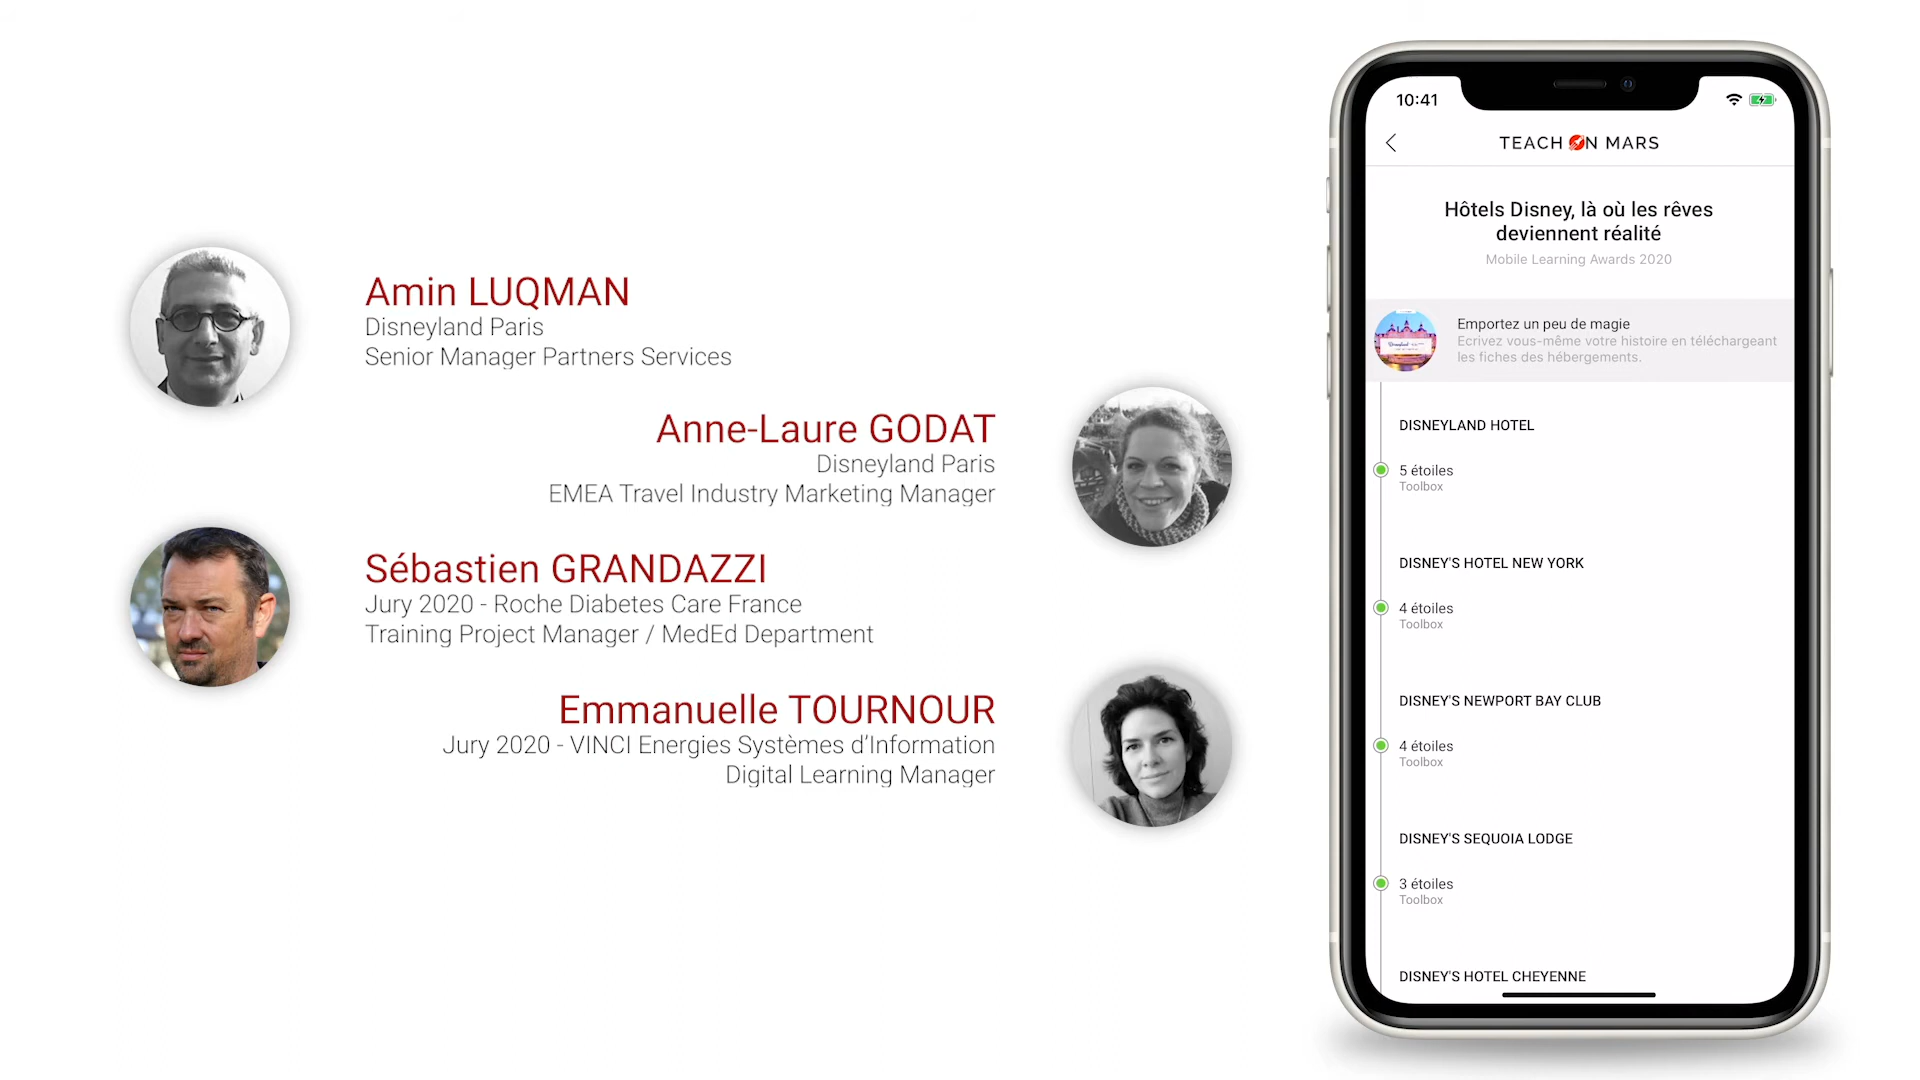 Amin LUQMAN
Disneyland Paris
Senior Manager Partners Services
Anne-Laure GODAT
Disneyland Paris
EMEA Travel Industry Marketing Manager
Sébastien GRANDAZZI
Jury 2020 - Roche Diabetes Care France
Training Project Manager / MedEd Department
Emmanuelle TOURNOUR
Jury 2020 - VINCI Energies Systèmes d’Information
Digital Learning Manager
10:41
TEACH ON MARS
Hôtels Disney, là où les rêves
deviennent réalité
Mobile Learning Awards 2020
Emportez un peu de magie
Ecrivez vous-même votre histoire en téléchargeant
les fiches des hébergements.
DISNEYLAND HOTEL
5 étoiles
Toolbox
DISNEY'S HOTEL NEW YORK
4 étoiles
Toolbox
DISNEY'S NEWPORT BAY CLUB
4 étoiles
Toolbox
DISNEY'S SEQUOIA LODGE
3 étoiles
Toolbox
DISNEY'S HOTEL CHEYENNE